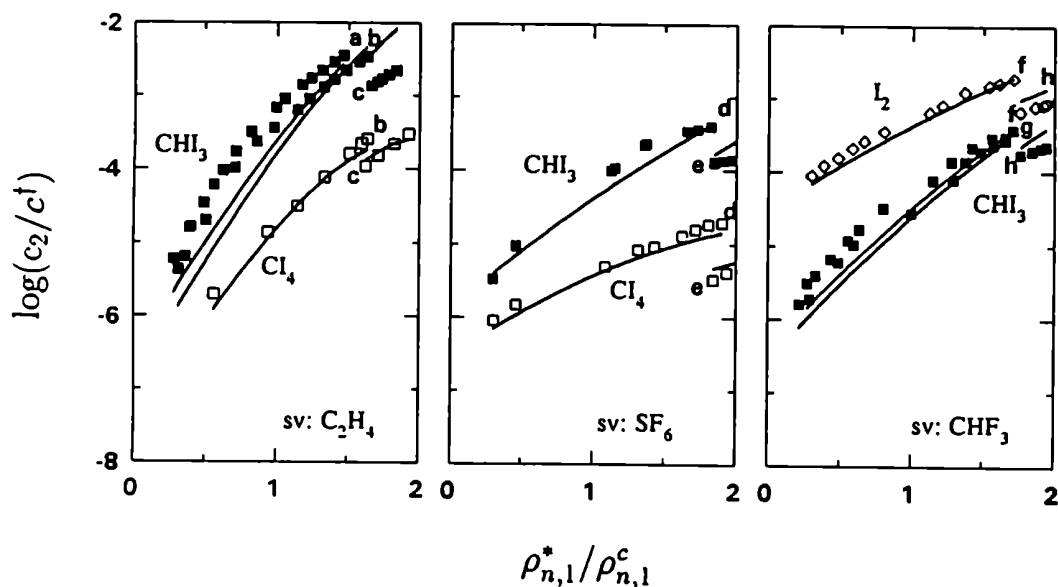 log(c₂/c†)
-2
-4
-6
-8
a b
c
CHI₃
b
c
CI₄
sv: C₂H₄
0
1
2
d
CHI₃
e
d
CI₄
e
sv: SF₆
0
1
2
f
I₂
h
f
g
h
CHI₃
sv: CHF₃
0
1
2
ρ*ₙ,₁/ρᶜₙ,₁